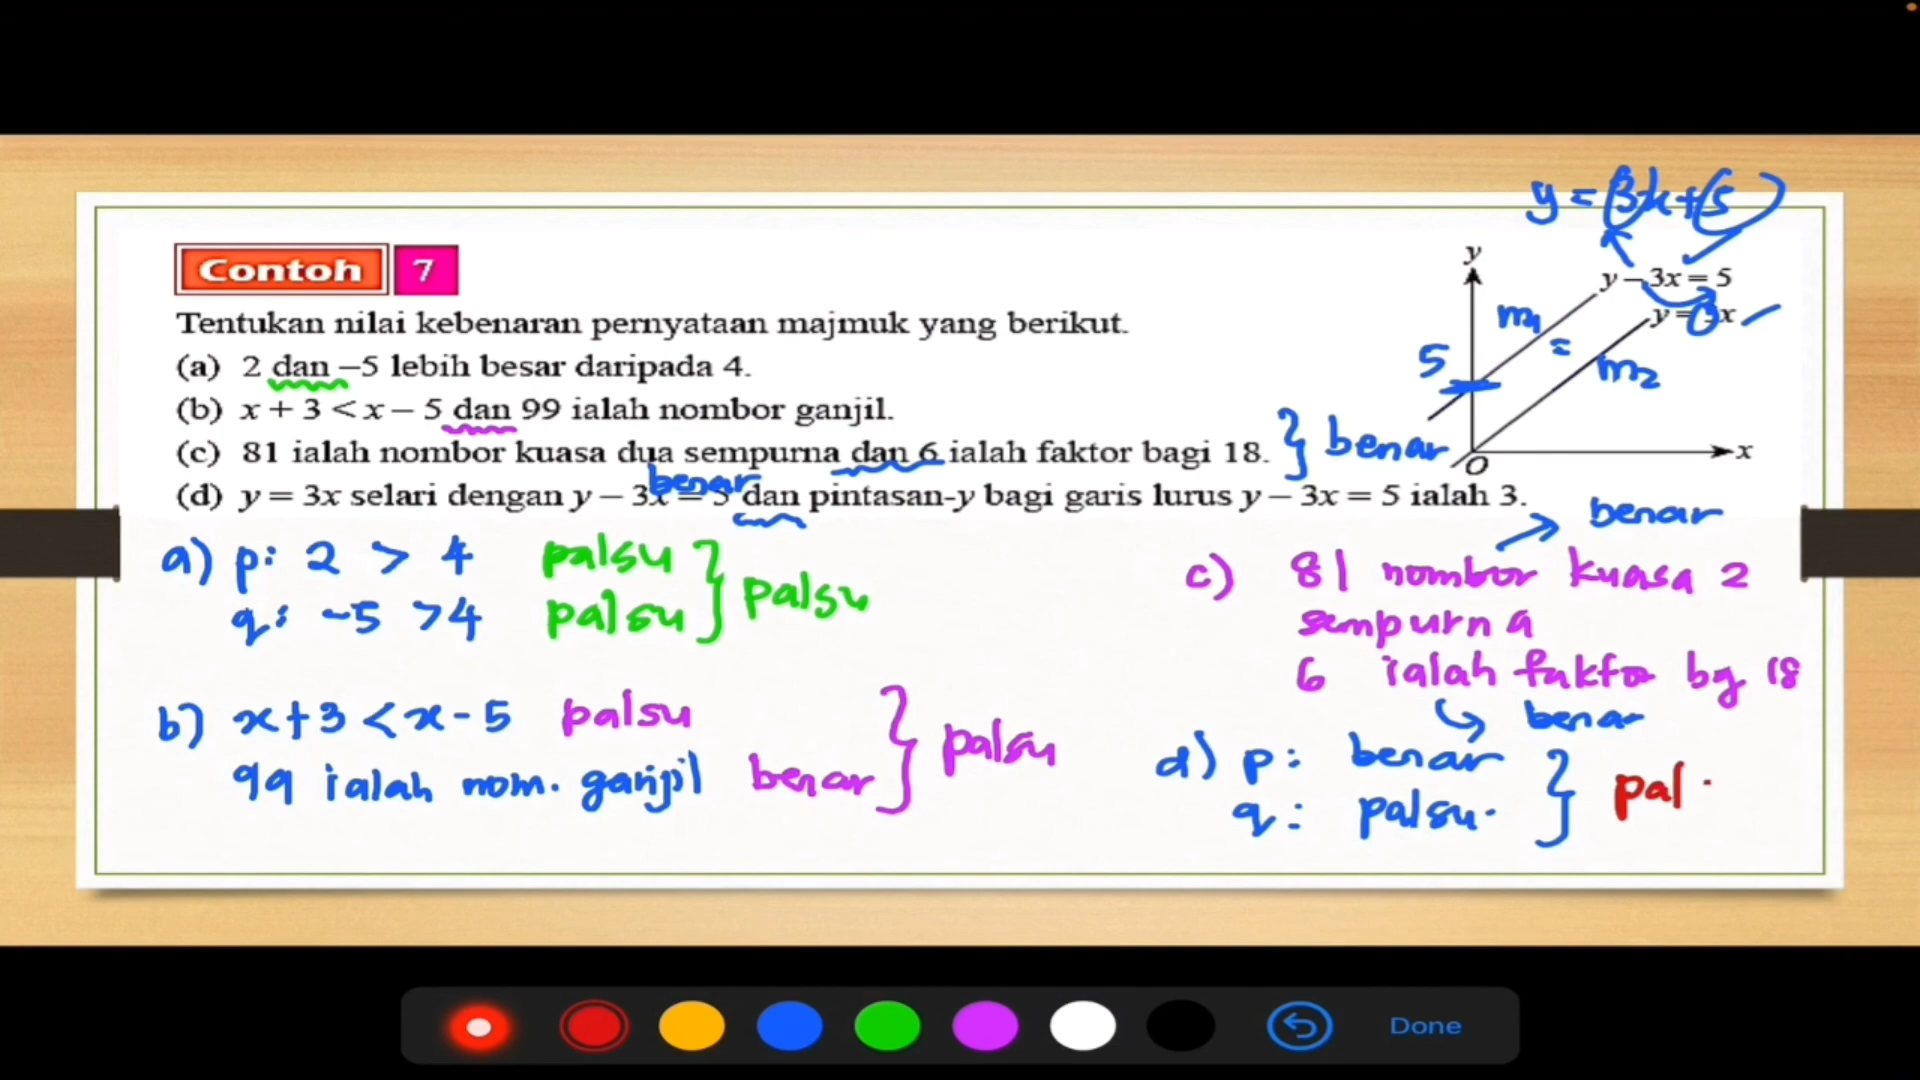 y = 3x + 5
Contoh 7
y
y – 3x = 5
y = 3x
m1 = m2
5
x
O
Tentukan nilai kebenaran pernyataan majmuk yang berikut.
(a) 2 dan –5 lebih besar daripada 4.
(b) x + 3 < x – 5 dan 99 ialah nombor ganjil.
(c) 81 ialah nombor kuasa dua sempurna dan 6 ialah faktor bagi 18. } benar
benar
(d) y = 3x selari dengan y – 3x = 5 dan pintasan-y bagi garis lurus y – 3x = 5 ialah 3.
a) p: 2 > 4 palsu
q: -5 > 4 palsu } palsu
b) x + 3 < x - 5 palsu
99 ialah nom. ganjil benar } palsu
benar
c) 81 nombor kuasa 2
sempurna
6 ialah faktor bg 18
benar
d) p: benar
q: palsu. } pal
Done